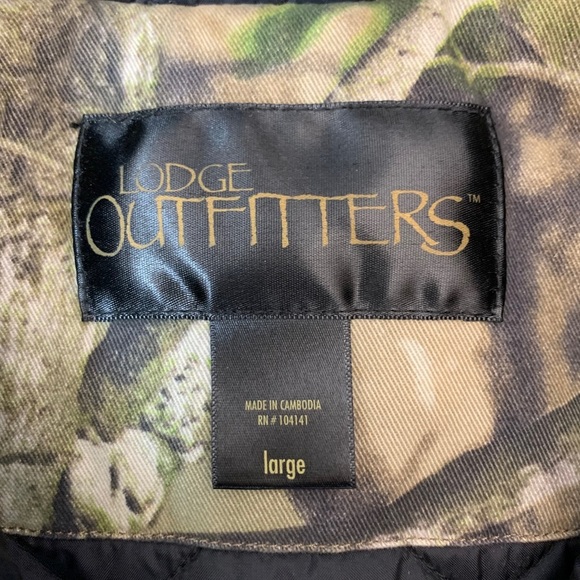 LODGE
OUTFITTERS™
MADE IN CAMBODIA
RN # 104141
large